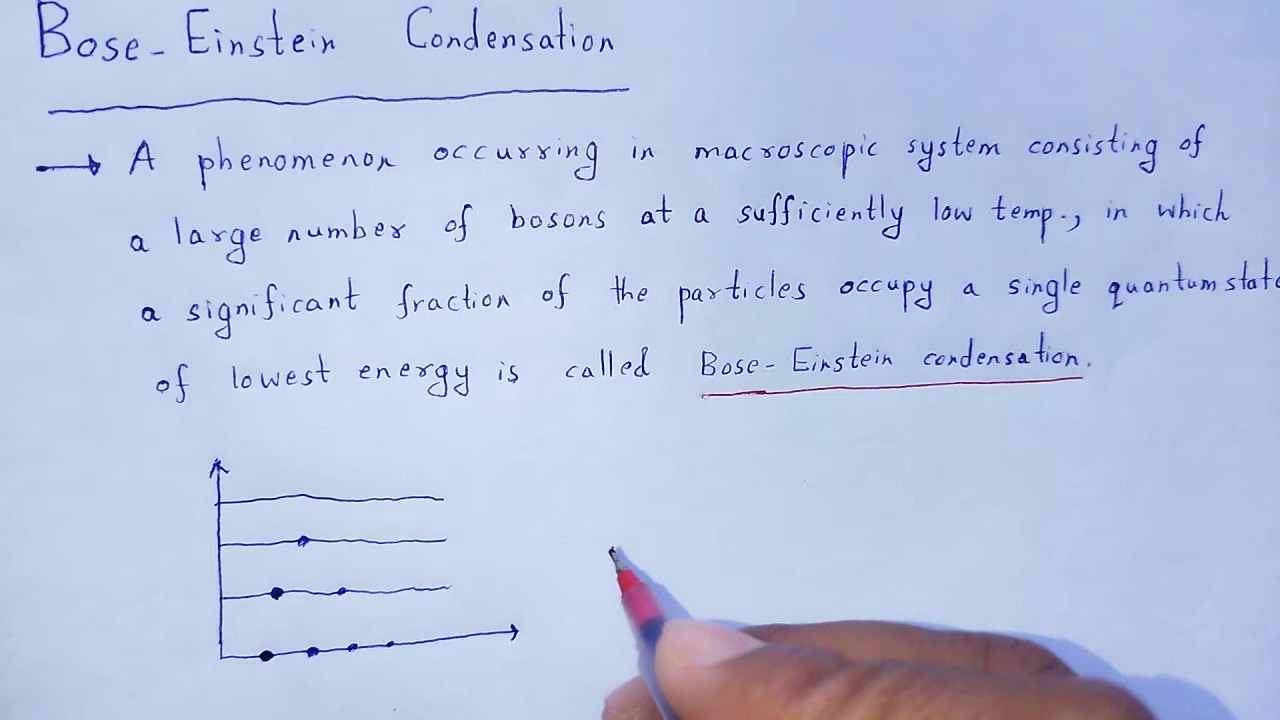 Bose-Einstein Condensation
A phenomenon occurring in macroscopic system consisting of
a large number of bosons at a sufficiently low temp., in which
a significant fraction of the particles occupy a single quantum state
of lowest energy is called Bose-Einstein condensation.